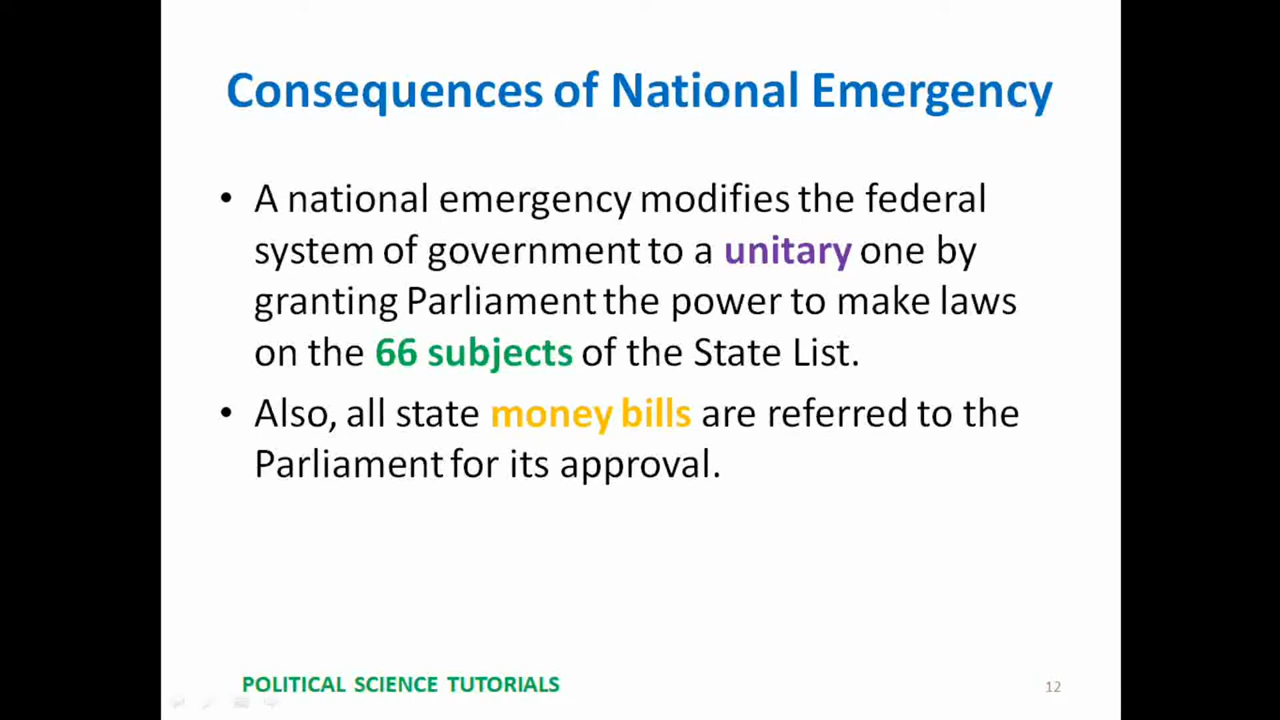 Consequences of National Emergency
• A national emergency modifies the federal
system of government to a unitary one by
granting Parliament the power to make laws
on the 66 subjects of the State List.
• Also, all state money bills are referred to the
Parliament for its approval.
POLITICAL SCIENCE TUTORIALS
12